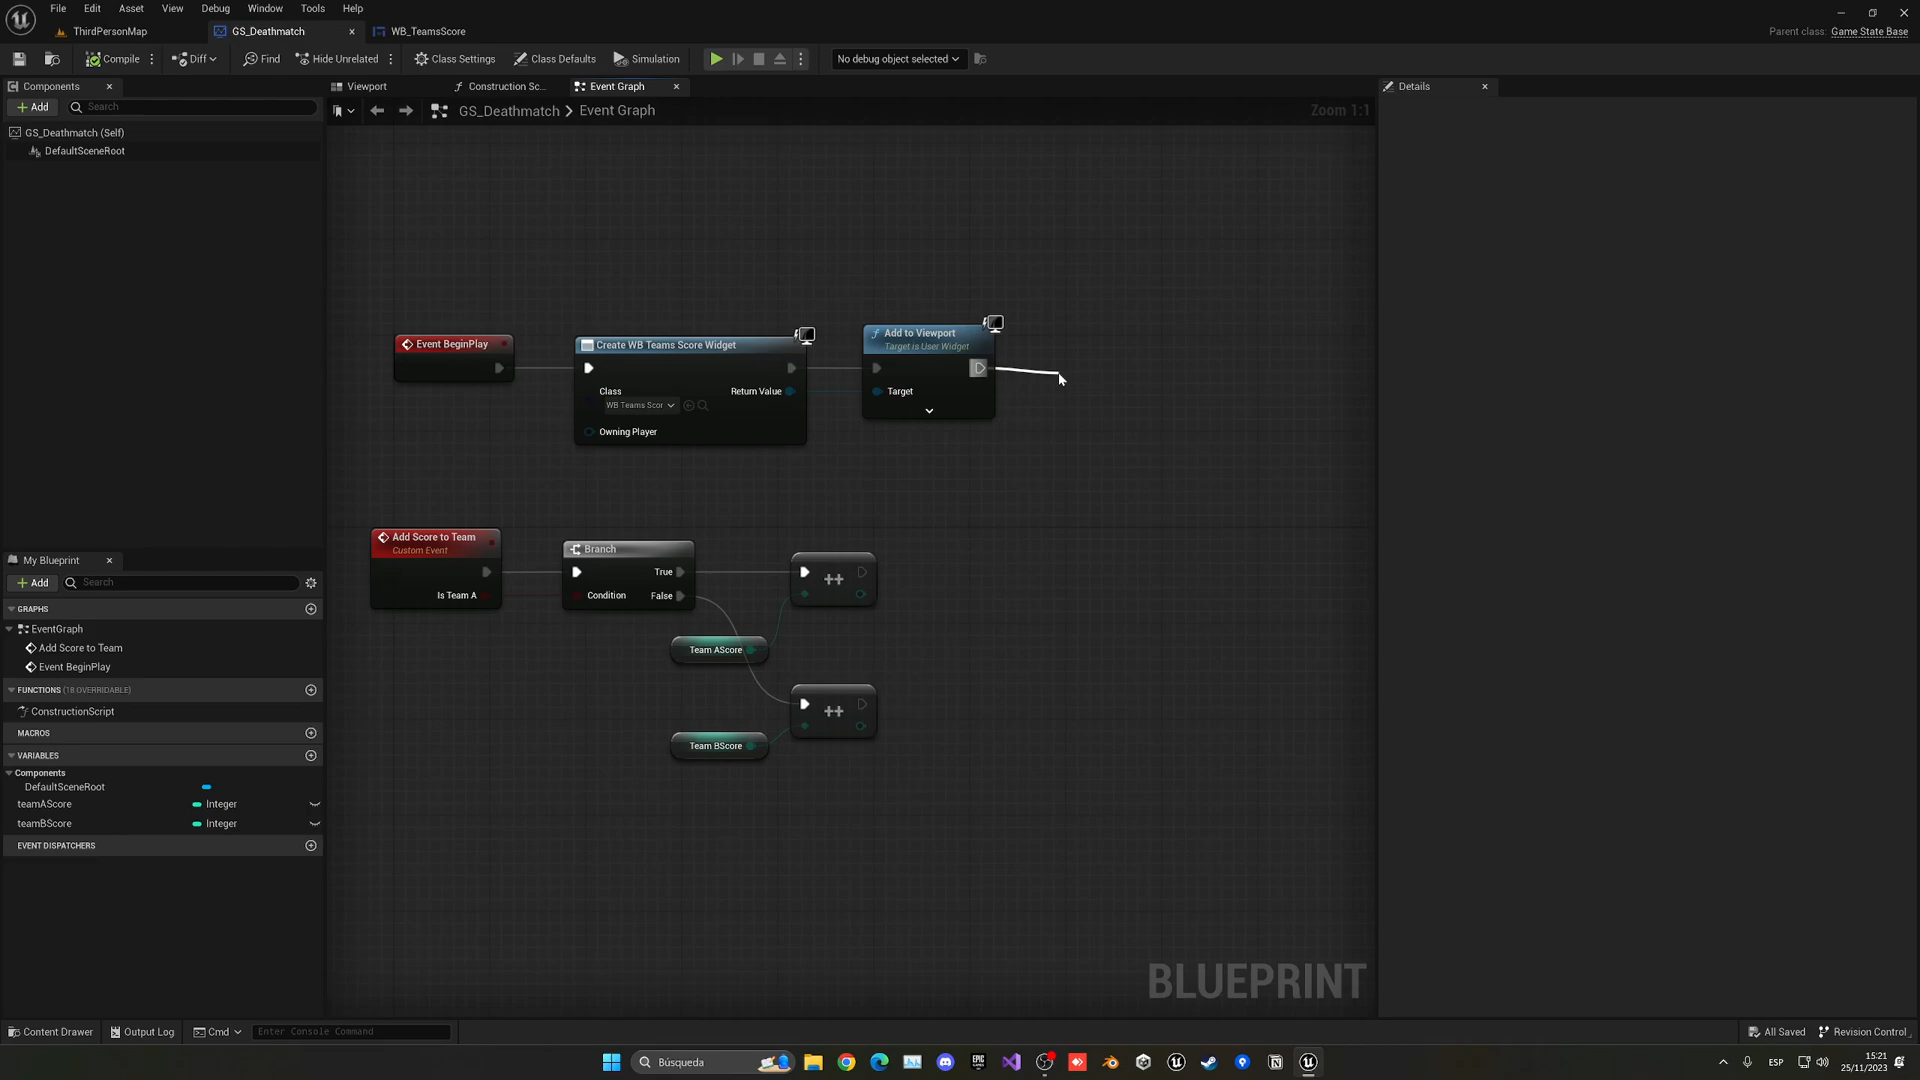 File Edit Asset View Debug Window Tools Help
ThirdPersonMap GS_Deathmatch WB_TeamsScore
Parent class: Game State Base
Compile Diff Find Hide Unrelated Class Settings Class Defaults Simulation No debug object selected
Components Viewport Construction Sc... Event Graph Details
Add Search
GS_Deathmatch > Event Graph
Zoom 1:1
GS_Deathmatch (Self)
DefaultSceneRoot
Event BeginPlay
Create WB Teams Score Widget
Class
WB Teams Scor
Return Value
Owning Player
Add to Viewport
Target is User Widget
Target
Add Score to Team
Custom Event
Is Team A
Branch
True
Condition False
++
Team AScore
++
Team BScore
My Blueprint
Add Search
GRAPHS
EventGraph
Add Score to Team
Event BeginPlay
FUNCTIONS (18 OVERRIDABLE)
ConstructionScript
MACROS
VARIABLES
Components
DefaultSceneRoot
teamAScore Integer
teamBScore Integer
EVENT DISPATCHERS
BLUEPRINT
Content Drawer Output Log Cmd Enter Console Command All Saved Revision Control
Búsqueda
ESP
15:21
25/11/2023